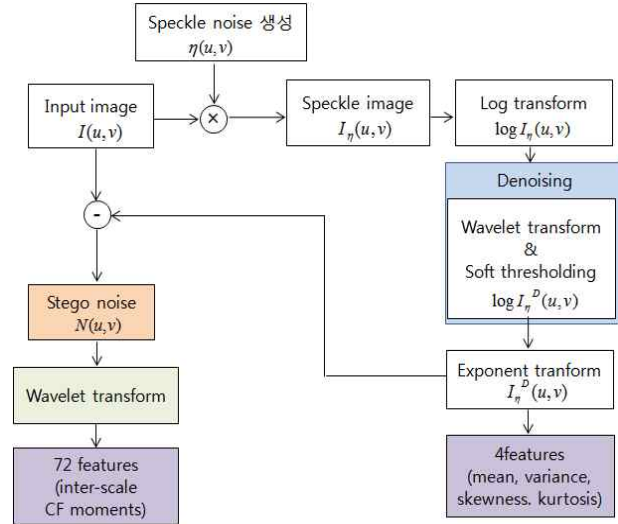 Speckle noise 생성
η(u,v)
Input image
I(u,v)
×
Speckle image
Iη(u,v)
Log transform
log Iη(u,v)
Denoising
Wavelet transform
&
Soft thresholding
log Iη^D(u,v)
-
Stego noise
N(u,v)
Exponent tranform
Iη^D(u,v)
Wavelet transform
72 features
(inter-scale
CF moments)
4features
(mean, variance,
skewness. kurtosis)